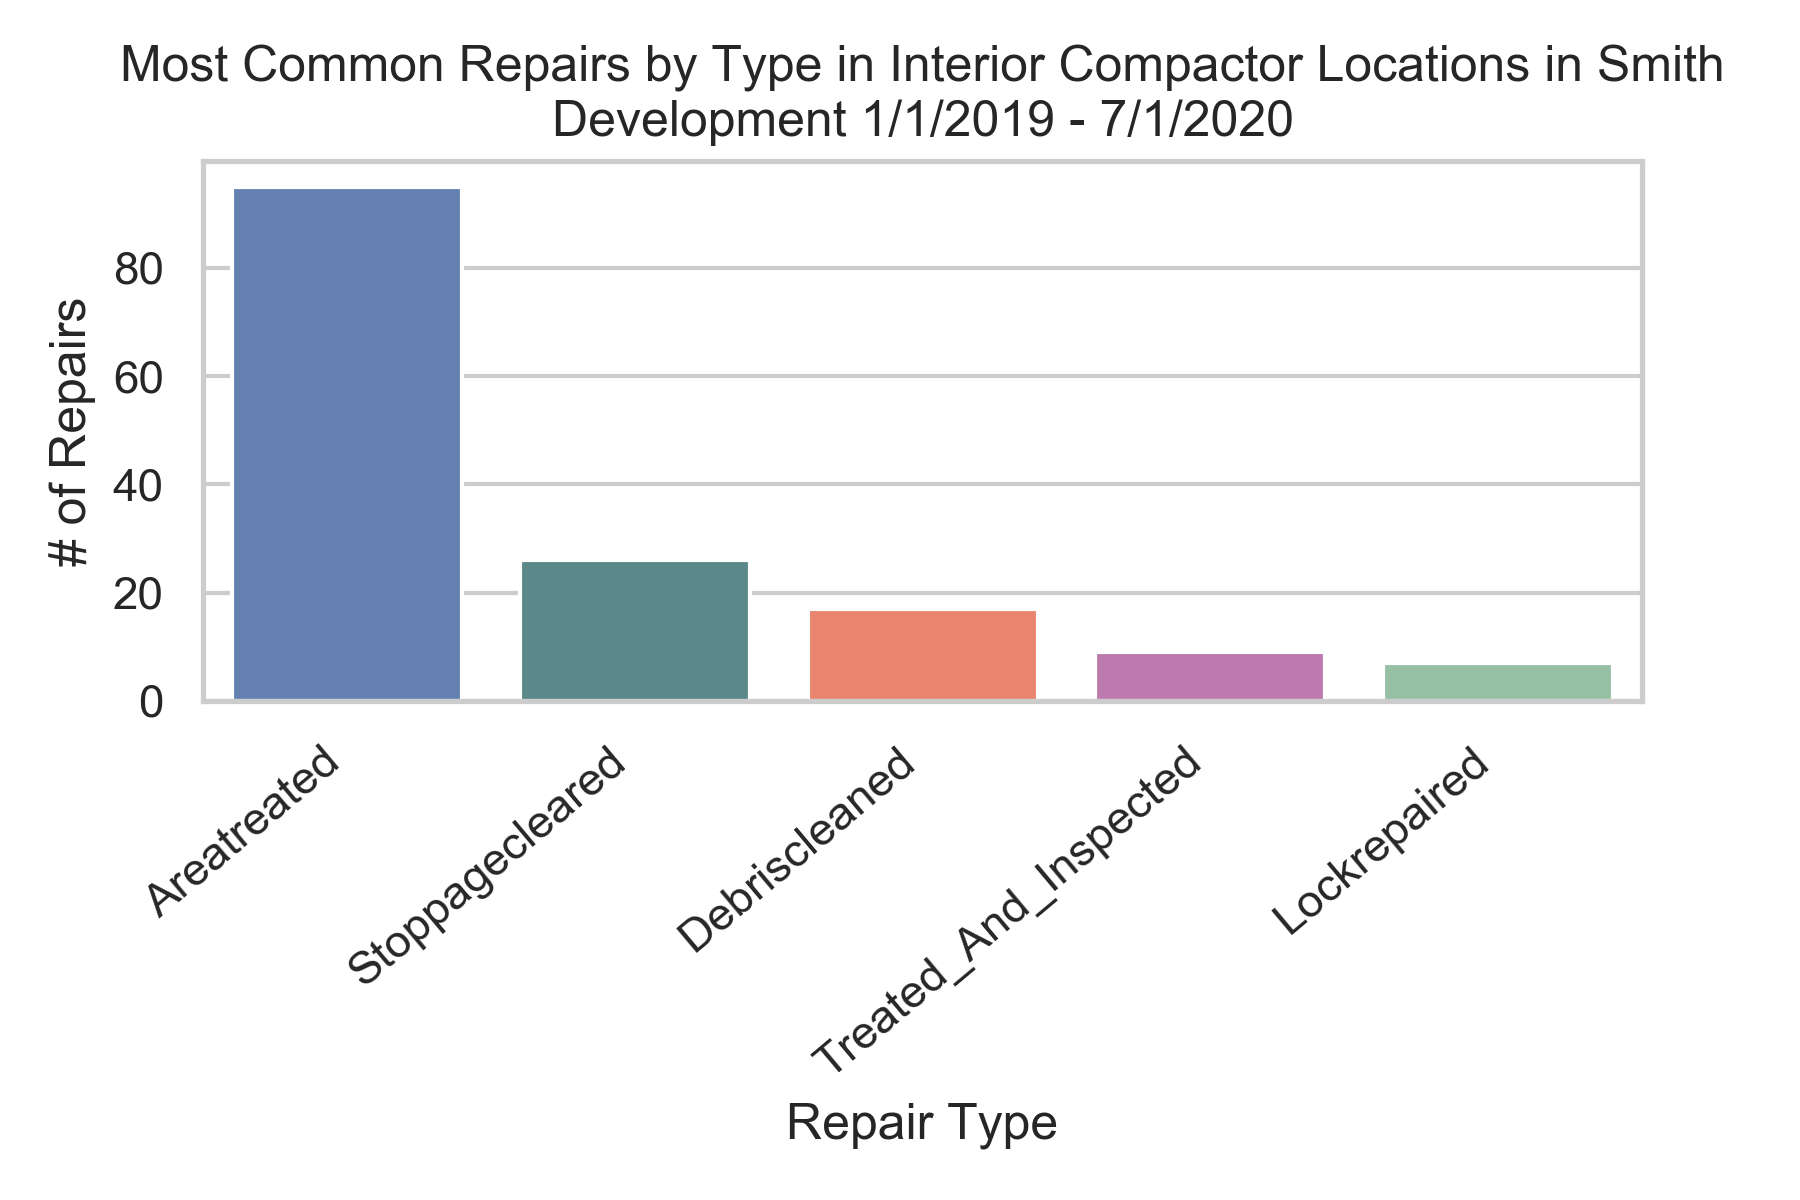 Most Common Repairs by Type in Interior Compactor Locations in Smith
Development 1/1/2019 - 7/1/2020
# of Repairs
80
60
40
20
0
Areatreated
Stoppagecleared
Debriscleaned
Treated_And_Inspected
Lockrepaired
Repair Type